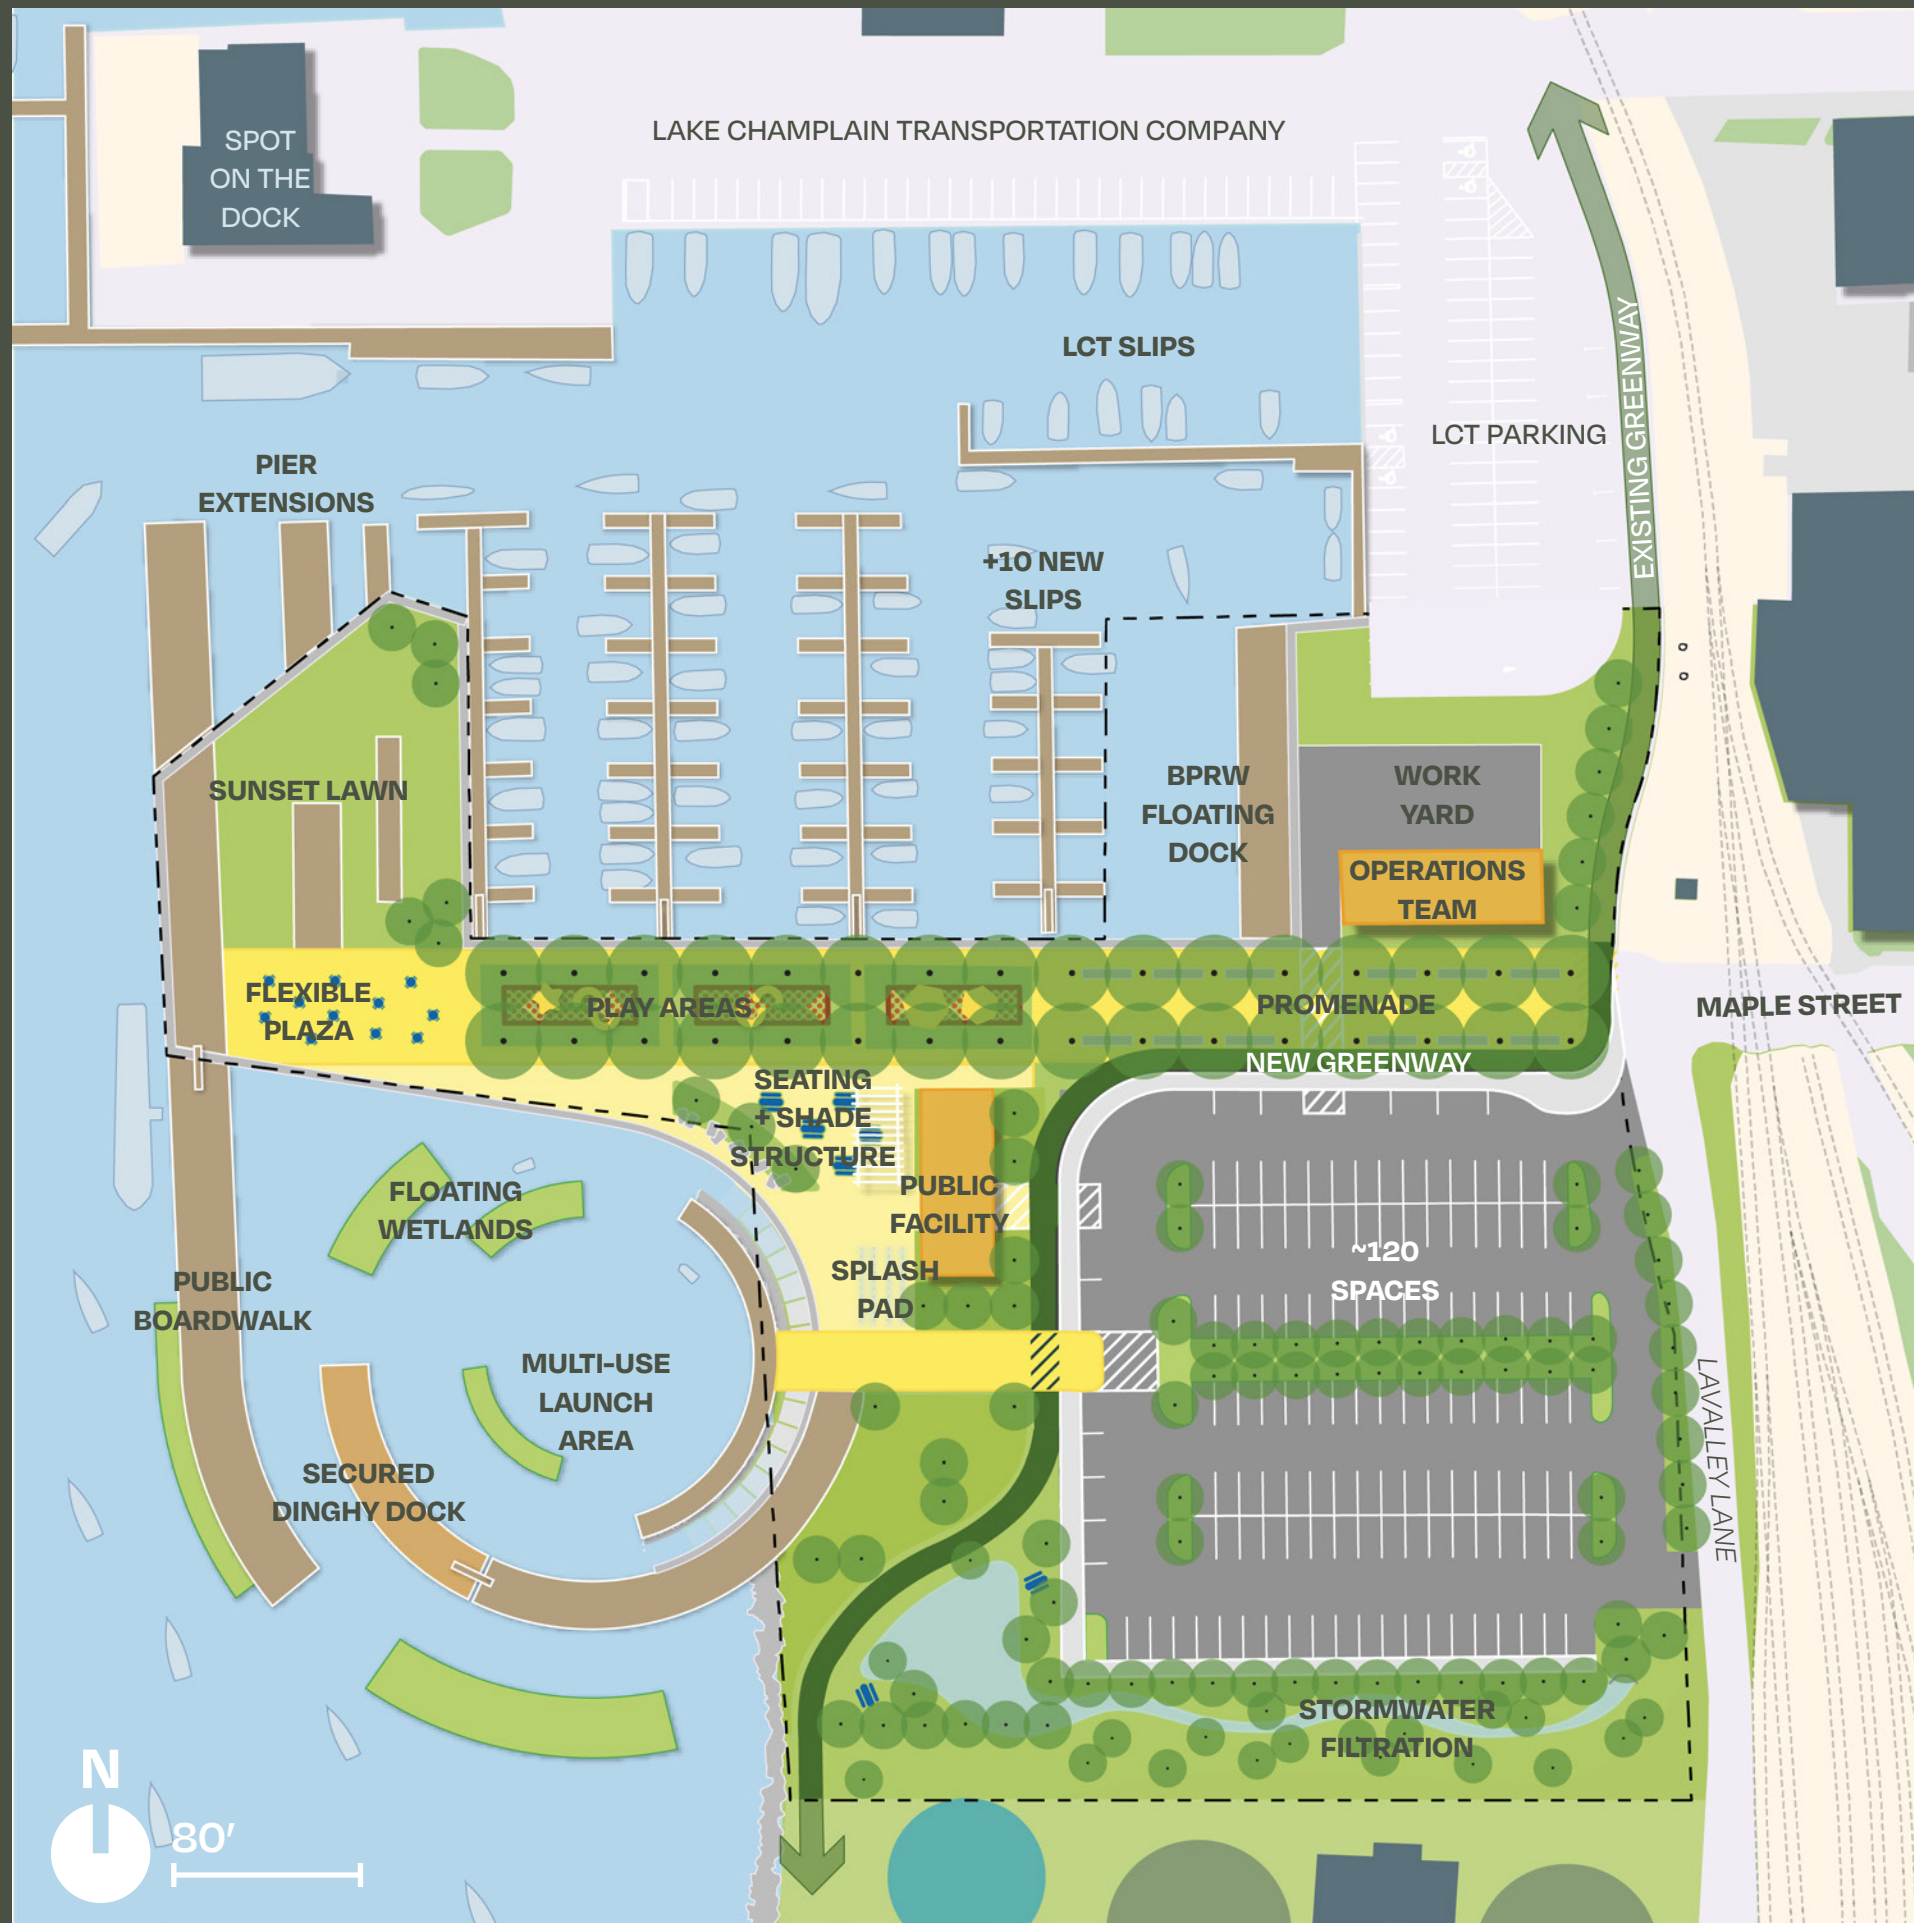 SPOT
ON THE
DOCK
LAKE CHAMPLAIN TRANSPORTATION COMPANY
LCT SLIPS
EXISTING GREENWAY
LCT PARKING
PIER
EXTENSIONS
+10 NEW
SLIPS
SUNSET LAWN
BPRW
FLOATING
DOCK
WORK
YARD
OPERATIONS
TEAM
FLEXIBLE
PLAZA
PLAY AREAS
PROMENADE
MAPLE STREET
NEW GREENWAY
SEATING
+ SHADE
STRUCTURE
PUBLIC
FACILITY
FLOATING
WETLANDS
SPLASH
PAD
~120
SPACES
PUBLIC
BOARDWALK
MULTI-USE
LAUNCH
AREA
LAVALLEY LANE
SECURED
DINGHY DOCK
STORMWATER
FILTRATION
N
80'